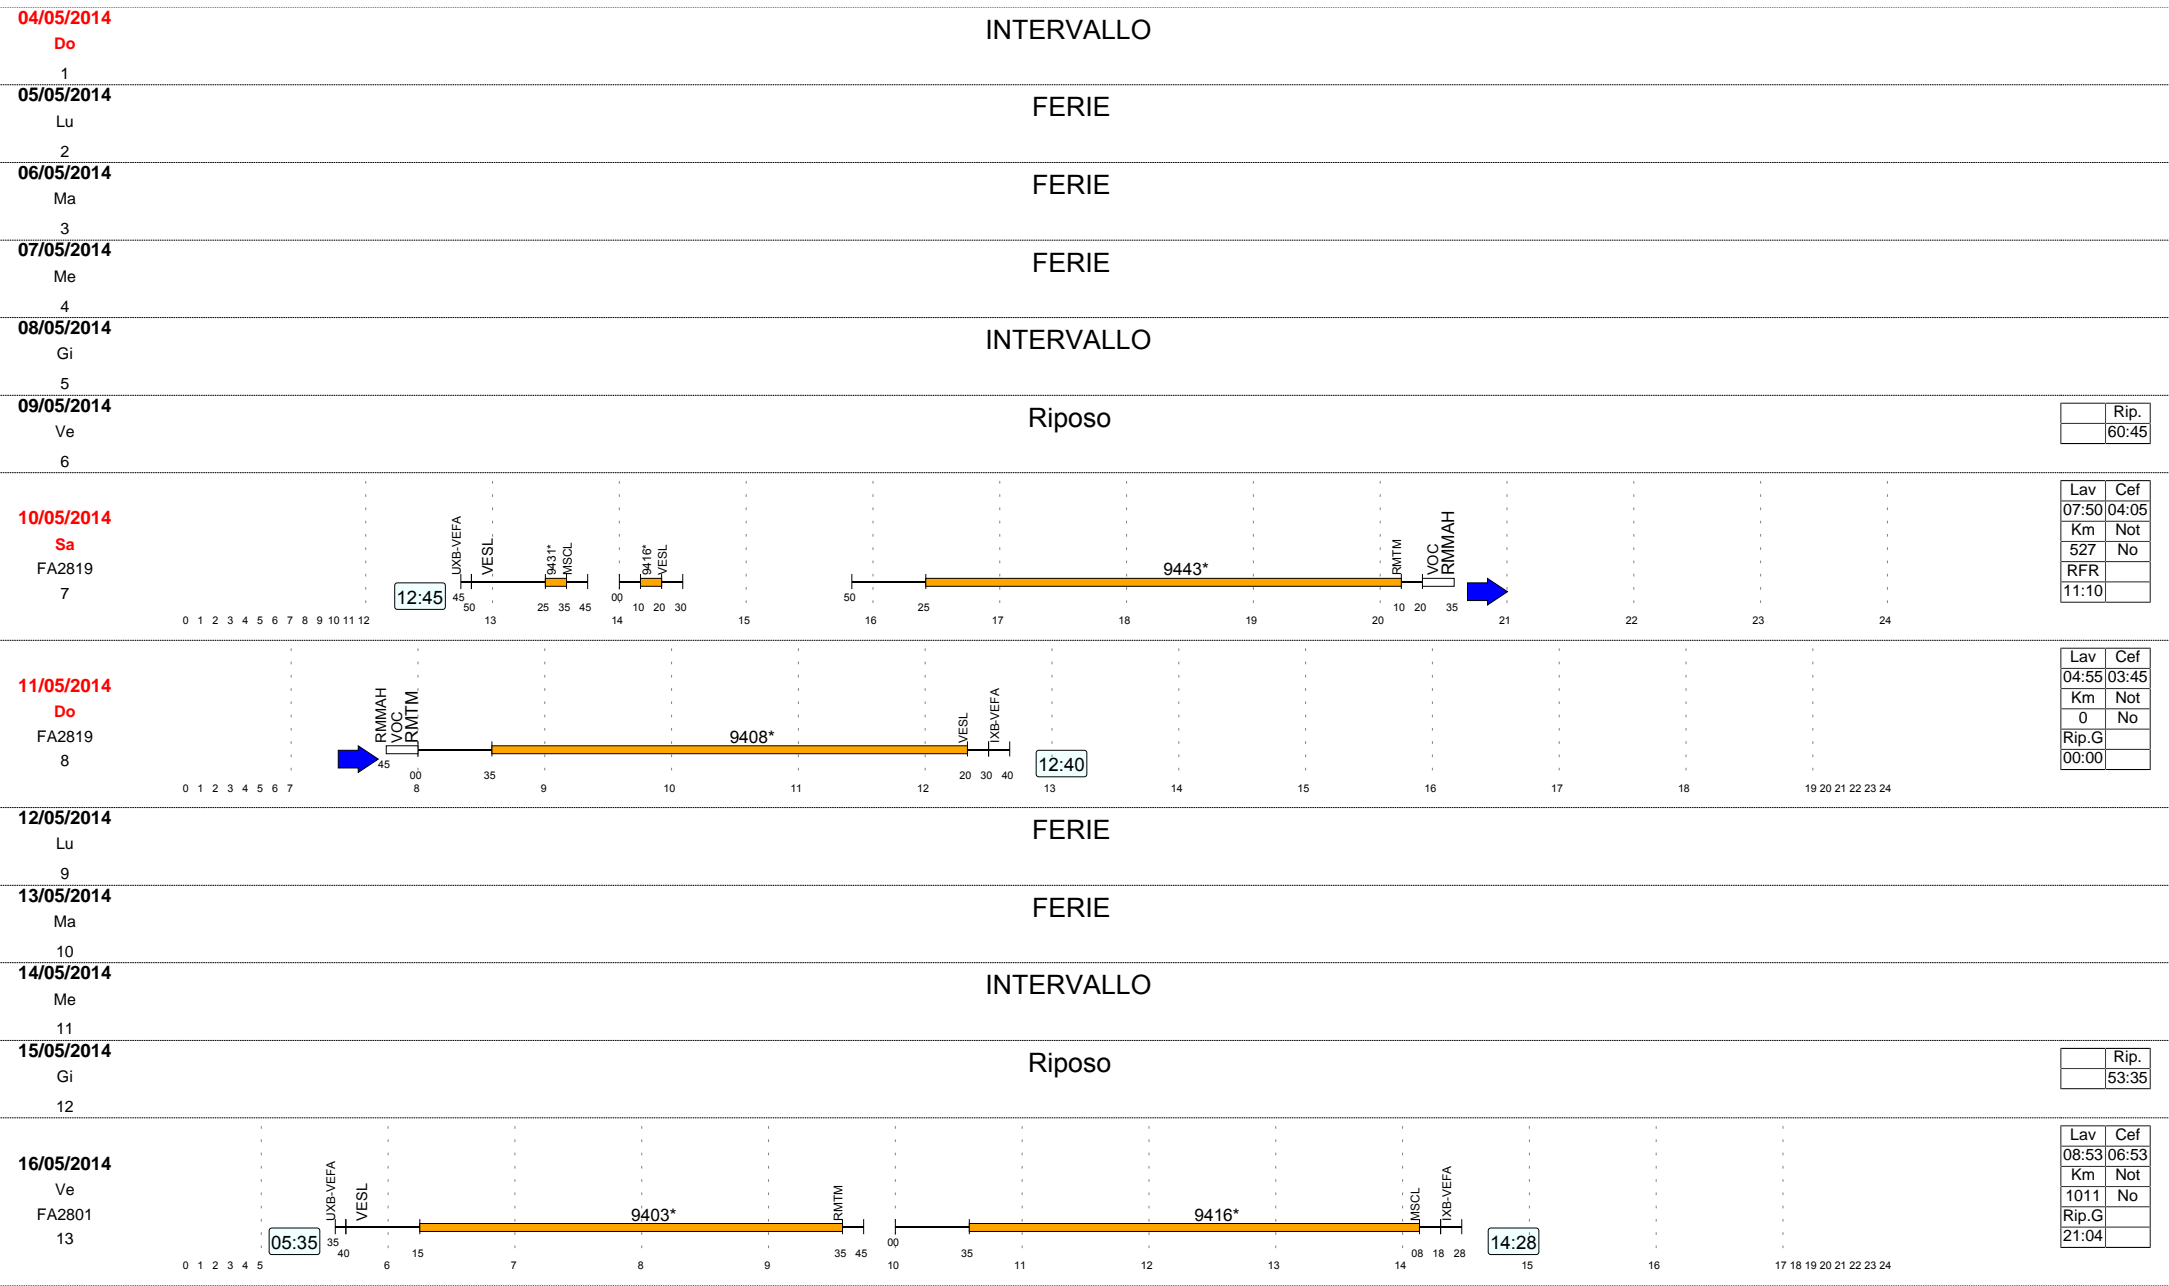 04/05/2014
Do
1
INTERVALLO
05/05/2014
Lu
2
FERIE
06/05/2014
Ma
3
FERIE
07/05/2014
Me
4
FERIE
08/05/2014
Gi
5
INTERVALLO
09/05/2014
Ve
6
Riposo
Rip.
60:45
10/05/2014
Sa
FA2819
7
12:45
UXB-VEFA
VESL
9431*
MSCL
9416*
VESL
9443*
RMTM
VOC
RMMAH
45 50 25 35 45 00 10 20 30 50 25 10 20 35
0 1 2 3 4 5 6 7 8 9 10 11 12 13 14 15 16 17 18 19 20 21 22 23 24
Lav Cef
07:50 04:05
Km Not
527 No
RFR
11:10
11/05/2014
Do
FA2819
8
RMMAH
VOC
RMTM
9408*
VESL
IXB-VEFA
12:40
45 00 35 20 30 40
0 1 2 3 4 5 6 7 8 9 10 11 12 13 14 15 16 17 18 19 20 21 22 23 24
Lav Cef
04:55 03:45
Km Not
0 No
Rip.G
00:00
12/05/2014
Lu
9
FERIE
13/05/2014
Ma
10
FERIE
14/05/2014
Me
11
INTERVALLO
15/05/2014
Gi
12
Riposo
Rip.
53:35
16/05/2014
Ve
FA2801
13
05:35
UXB-VEFA
VESL
9403*
RMTM
9416*
MSCL
IXB-VEFA
14:28
35 40 15 35 45 00 35 08 18 28
0 1 2 3 4 5 6 7 8 9 10 11 12 13 14 15 16 17 18 19 20 21 22 23 24
Lav Cef
08:53 06:53
Km Not
1011 No
Rip.G
21:04